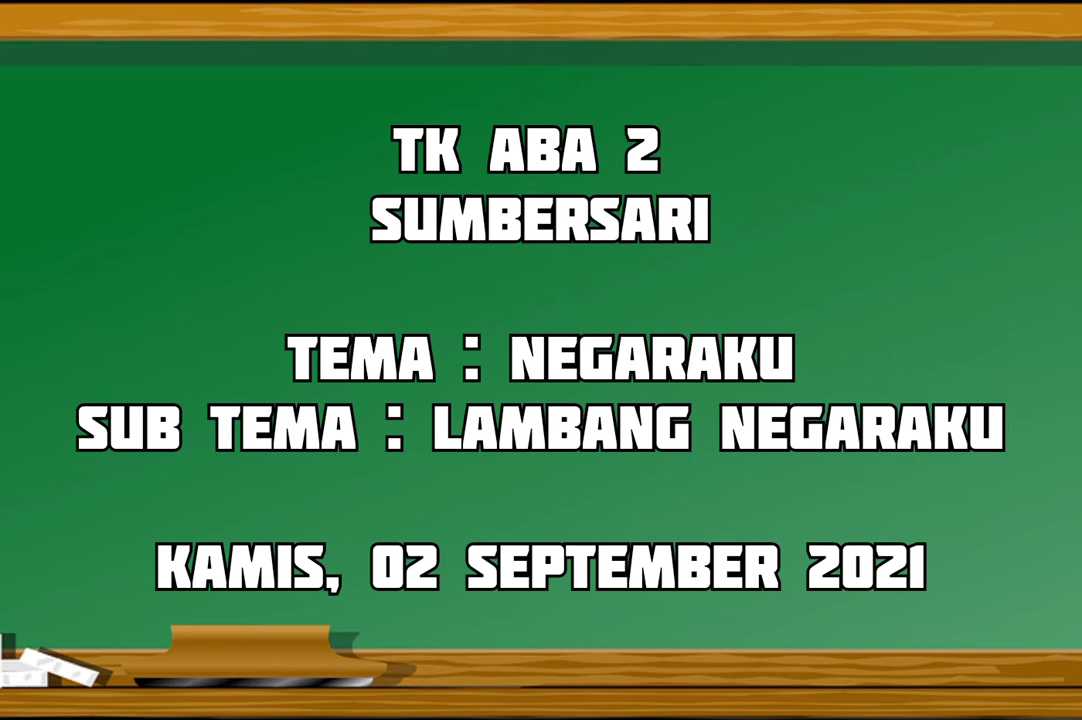 TK ABA 2
SUMBERSARI
TEMA : NEGARAKU
SUB TEMA : LAMBANG NEGARAKU
KAMIS, 02 SEPTEMBER 2021